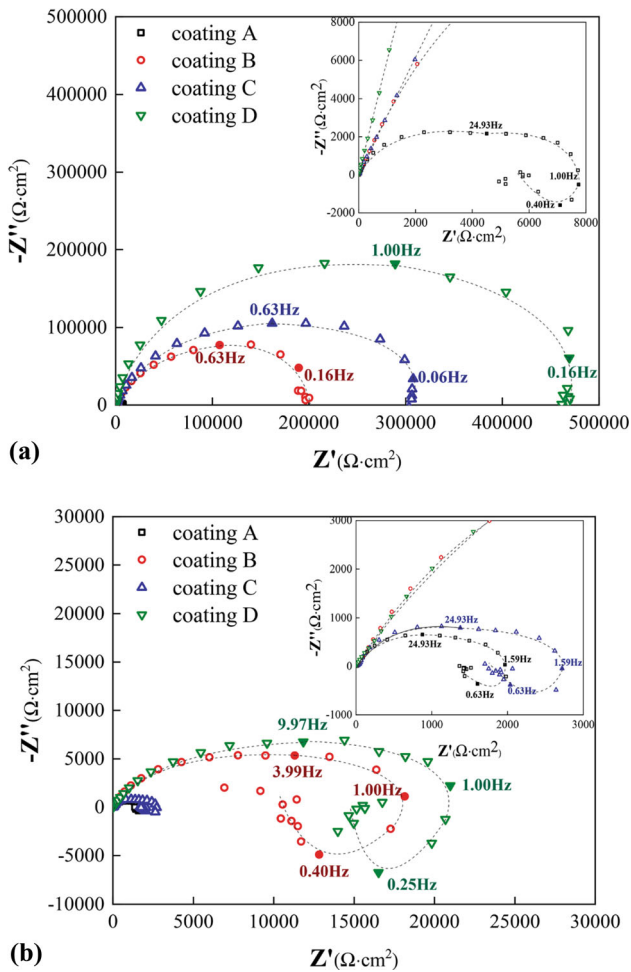 500000
400000
300000
200000
100000
0
-Z''(Ω·cm²)
coating A
coating B
coating C
coating D
8000
6000
4000
2000
0
-2000
-Z''(Ω·cm²)
24.93Hz
1.00Hz
0.40Hz
0 2000 4000 6000 8000
Z'(Ω·cm²)
1.00Hz
0.63Hz
0.63Hz
0.16Hz
0.06Hz
0.16Hz
0 100000 200000 300000 400000 500000
Z'(Ω·cm²)
(a)
30000
25000
20000
15000
10000
5000
0
-5000
-10000
-Z''(Ω·cm²)
coating A
coating B
coating C
coating D
3000
2000
1000
0
-1000
-Z''(Ω·cm²)
24.93Hz
24.93Hz
1.59Hz
1.59Hz
0.63Hz
0.63Hz
0 1000 2000 3000
Z'(Ω·cm²)
9.97Hz
3.99Hz
1.00Hz
1.00Hz
0.40Hz
0.25Hz
0 5000 10000 15000 20000 25000 30000
Z'(Ω·cm²)
(b)